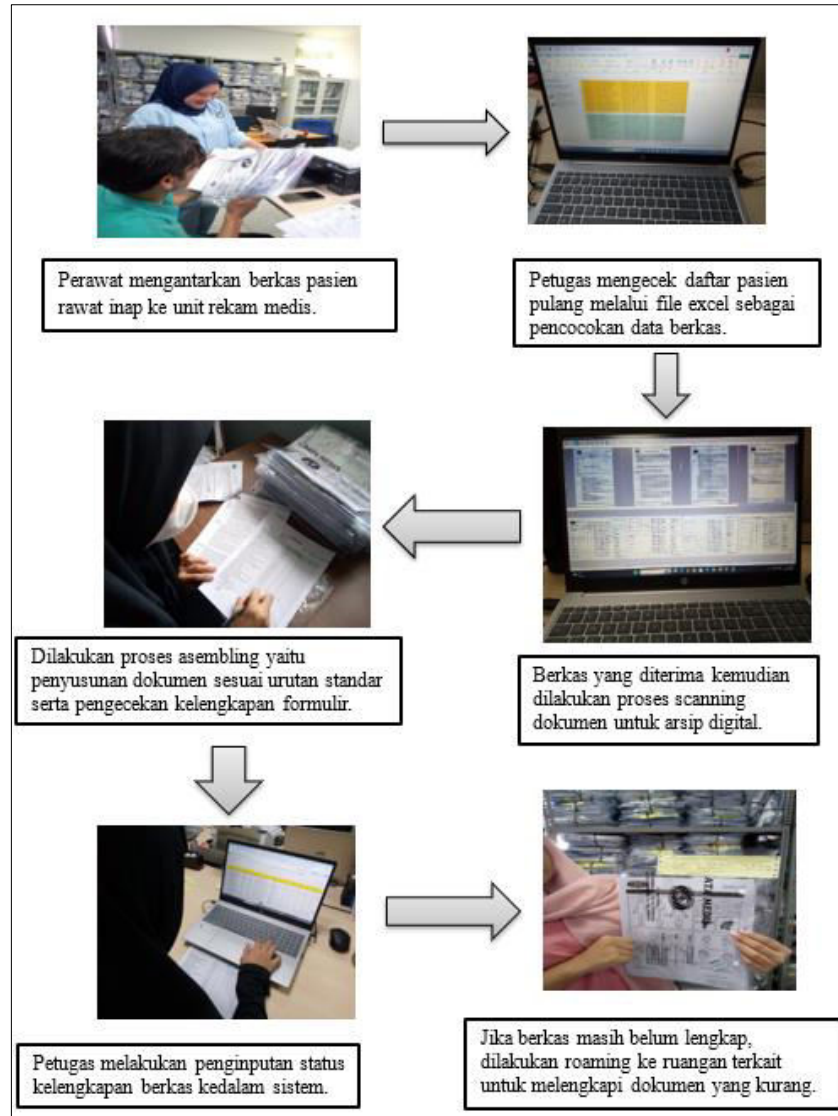 Perawat mengantarkan berkas pasien
rawat inap ke unit rekam medis.
Petugas mengecek daftar pasien
pulang melalui file excel sebagai
pencocokan data berkas.
Berkas yang diterima kemudian
dilakukan proses scanning
dokumen untuk arsip digital.
Dilakukan proses asembling yaitu
penyusunan dokumen sesuai urutan standar
serta pengecekan kelengkapan formulir.
Petugas melakukan penginputan status
kelengkapan berkas kedalam sistem.
Jika berkas masih belum lengkap,
dilakukan roaming ke ruangan terkait
untuk melengkapi dokumen yang kurang.